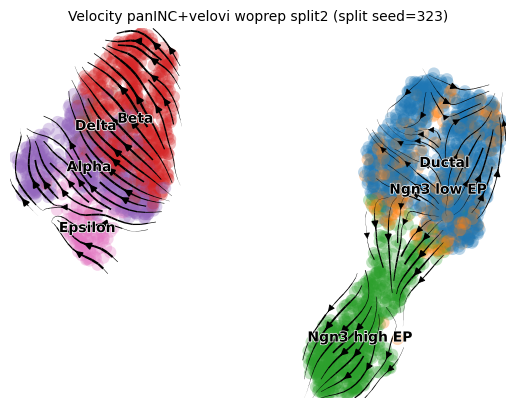 Velocity panINC+velovi woprep split2 (split seed=323)
Delta
Beta
Alpha
Ductal
Ngn3 low EP
Epsilon
Ngn3 high EP